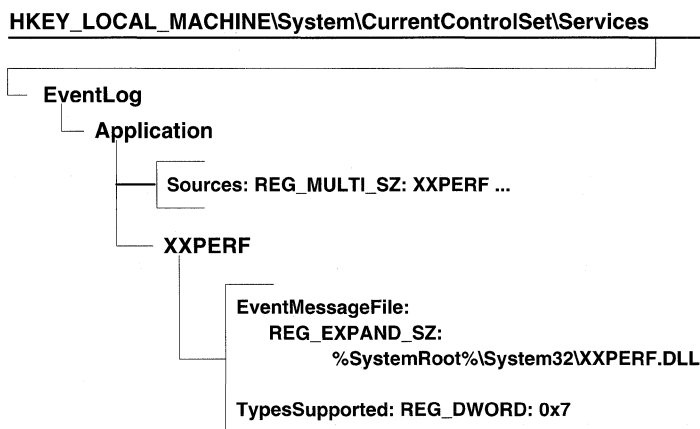 HKEY_LOCAL_MACHINE\System\CurrentControlSet\Services
EventLog
Application
Sources: REG_MULTI_SZ: XXPERF ...
XXPERF
EventMessageFile:
REG_EXPAND_SZ:
%SystemRoot%\System32\XXPERF.DLL
TypesSupported: REG_DWORD: 0x7